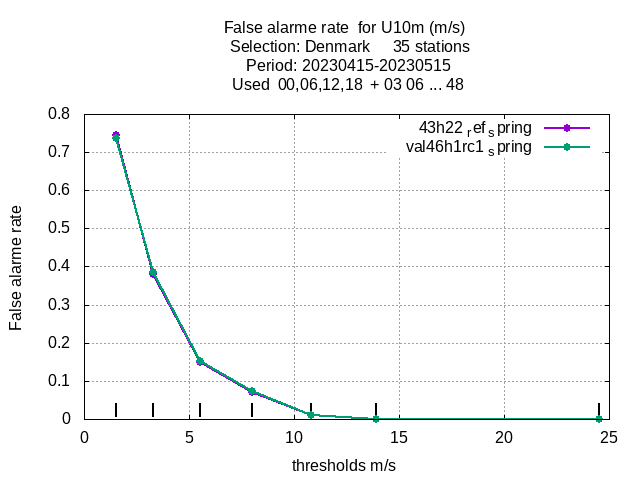 False alarme rate  for U10m (m/s)
Selection: Denmark     35 stations
Period: 20230415-20230515
Used  00,06,12,18  + 03 06 ... 48
43h22 ref spring
val46h1rc1 spring
0.8
0.7
0.6
0.5
0.4
0.3
0.2
0.1
0
False alarme rate
0 5 10 15 20 25
thresholds m/s